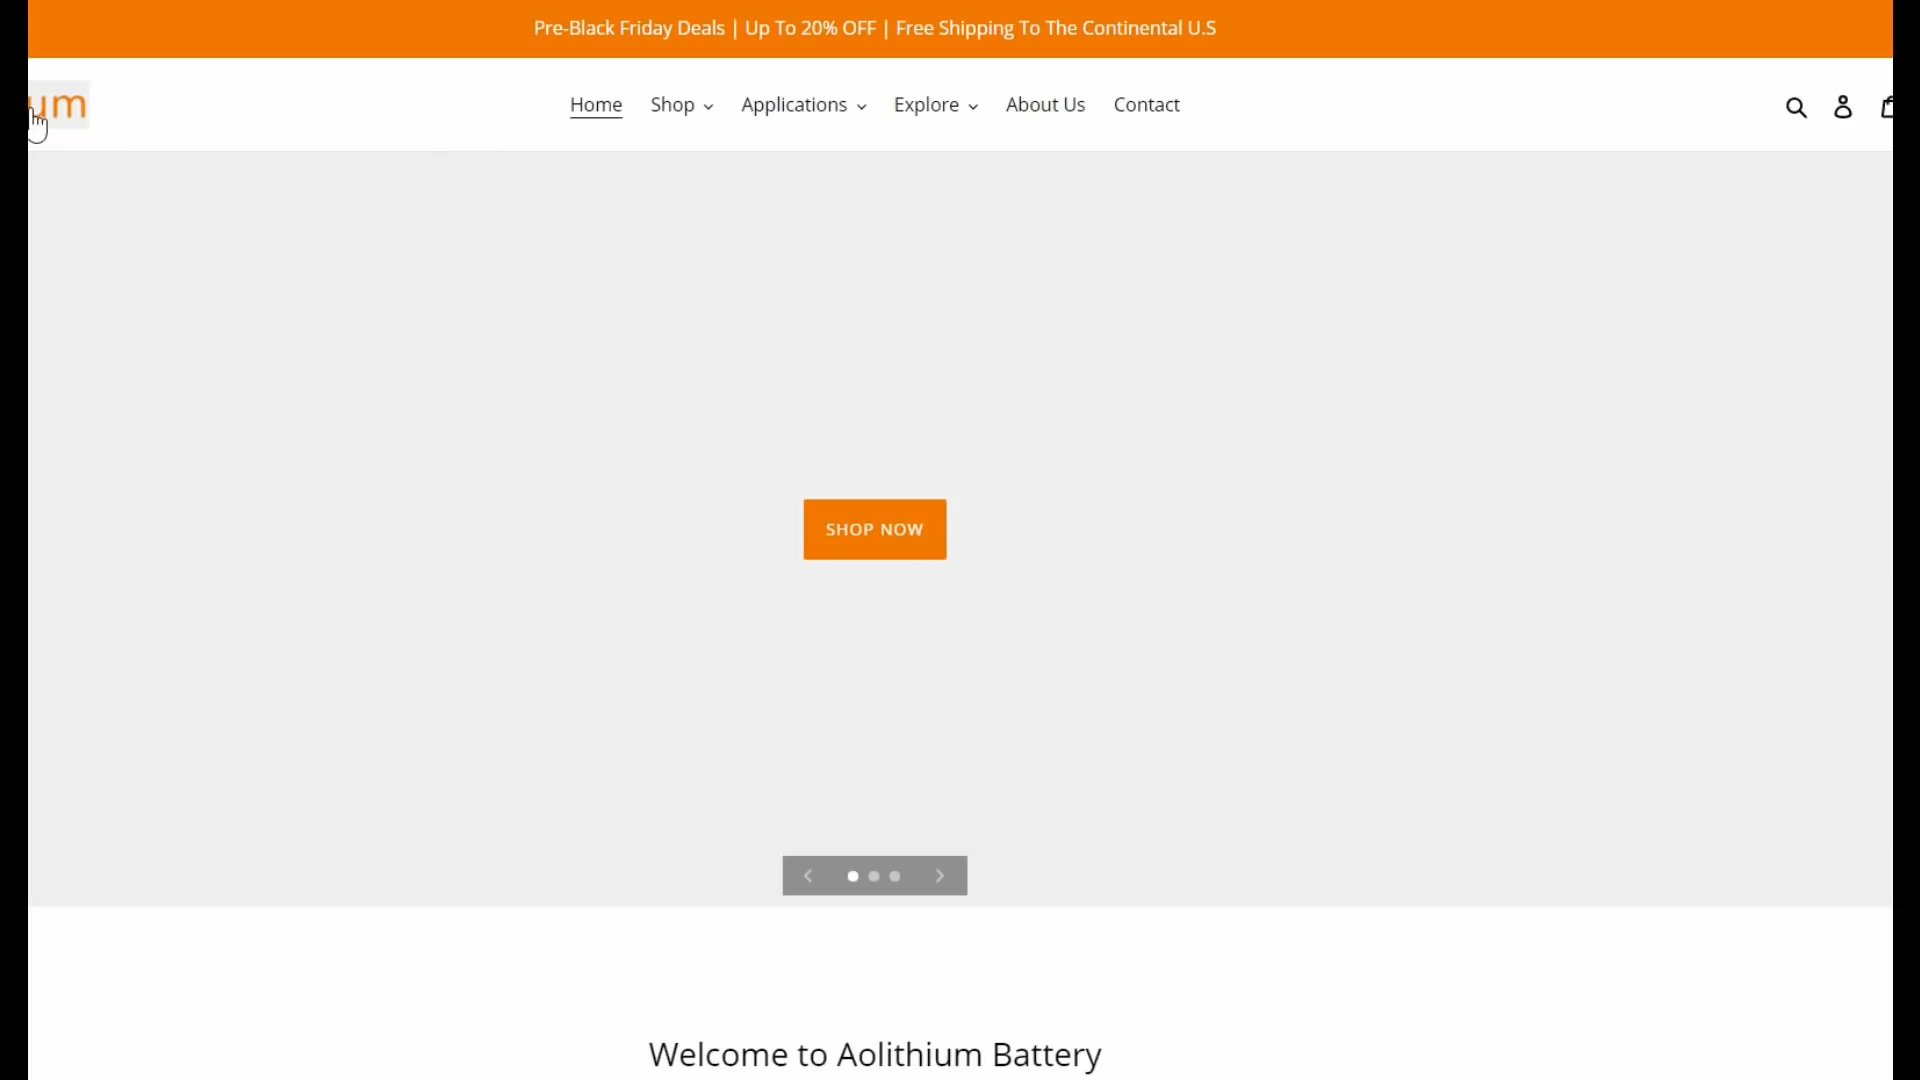 Pre-Black Friday Deals | Up To 20% OFF | Free Shipping To The Continental U.S
um
Home Shop Applications Explore About Us Contact
SHOP NOW
Welcome to Aolithium Battery